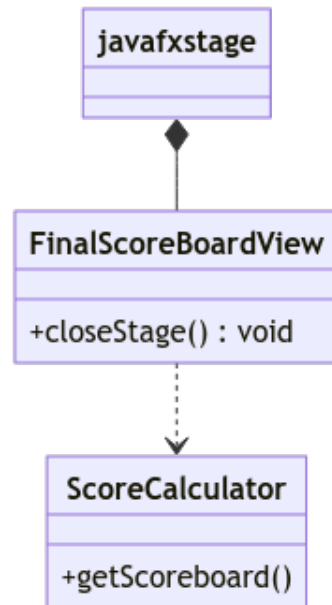 javafxstage
FinalScoreBoardView
+closeStage() : void
ScoreCalculator
+getScoreboard()